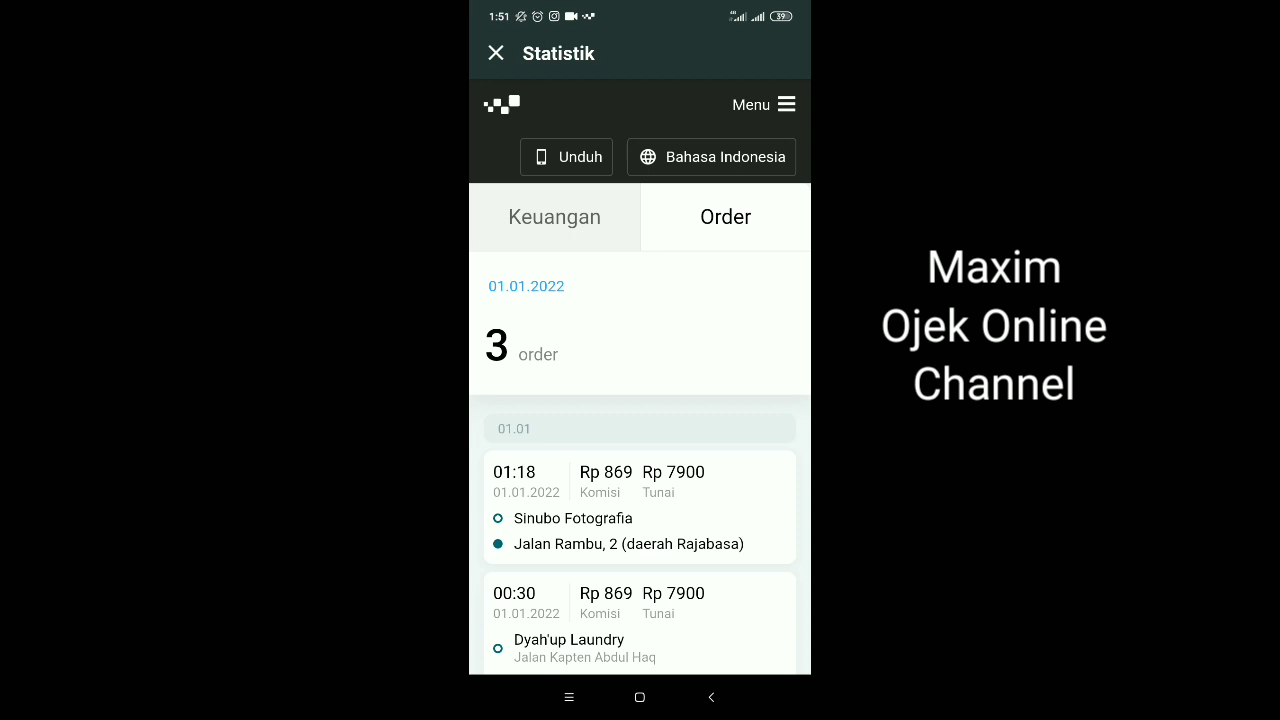 1:51
39
Statistik
Menu
Unduh
Bahasa Indonesia
Keuangan
Order
01.01.2022
3 order
01.01
01:18 Rp 869 Rp 7900
01.01.2022 Komisi Tunai
Sinubo Fotografia
Jalan Rambu, 2 (daerah Rajabasa)
00:30 Rp 869 Rp 7900
01.01.2022 Komisi Tunai
Dyah'up Laundry
Jalan Kapten Abdul Haq
Maxim
Ojek Online
Channel